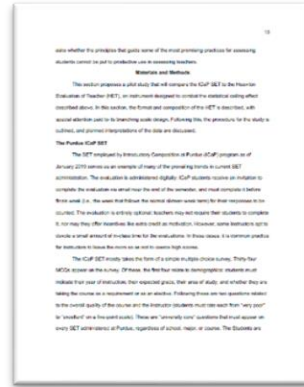 10
asks whether the principles that guide some of the most promising practices for assessing
students cannot be put to productive use in assessing teachers.
Materials and Methods
This section proposes a pilot study that will compare the ICaP SET to the Heavilon
Evaluation of Teacher (HET), an instrument designed to combat the statistical ceiling effect
described above. In this section, the format and composition of the HET is described, with
special attention paid to its branching scale design. Following this, the procedure for the study is
outlined, and planned interpretations of the data are discussed.
The Purdue ICaP SET
The SET employed by Introductory Composition at Purdue (ICaP) program as of
January 2019 serves as an example of many of the prevailing trends in current SET
administration. The evaluation is administered digitally: ICaP students receive an invitation to
complete the evaluation via email near the end of the semester, and must complete it before
finals week (i.e., the week that follows the normal sixteen-week term) for their responses to be
counted. The evaluation is entirely optional: teachers may not require their students to complete
it, nor may they offer incentives like extra credit as motivation. However, some instructors opt to
devote a small amount of in-class time for the evaluations. In these cases, it is common practice
for instructors to leave the room so as not to coerce high scores.
The ICaP SET mostly takes the form of a simple multiple-choice survey. Thirty-four
MCQs appear on the survey. Of these, the first four relate to demographics: students must
indicate their year of instruction, their expected grade, their area of study, and whether they are
taking the course as a requirement or as an elective. Following these are two questions related
to the overall quality of the course and the instructor (students must rate each from "very poor"
to "excellent" on a five-point scale). These are "university core" questions that must appear on
every SET administered at Purdue, regardless of school, major, or course. The Students are